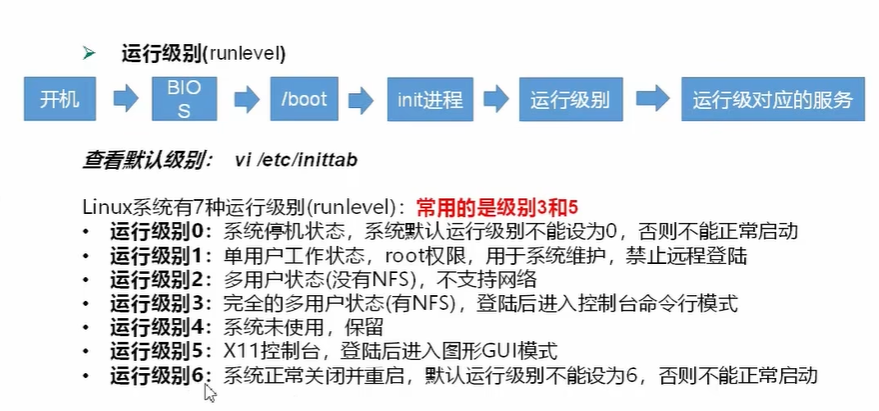 ➤ 运行级别(runlevel)
开机 BIOS /boot init进程 运行级别 运行级对应的服务
查看默认级别： vi /etc/inittab
Linux系统有7种运行级别(runlevel)：常用的是级别3和5
• 运行级别0：系统停机状态，系统默认运行级别不能设为0，否则不能正常启动
• 运行级别1：单用户工作状态，root权限，用于系统维护，禁止远程登陆
• 运行级别2：多用户状态(没有NFS)，不支持网络
• 运行级别3：完全的多用户状态(有NFS)，登陆后进入控制台命令行模式
• 运行级别4：系统未使用，保留
• 运行级别5：X11控制台，登陆后进入图形GUI模式
• 运行级别6：系统正常关闭并重启，默认运行级别不能设为6，否则不能正常启动